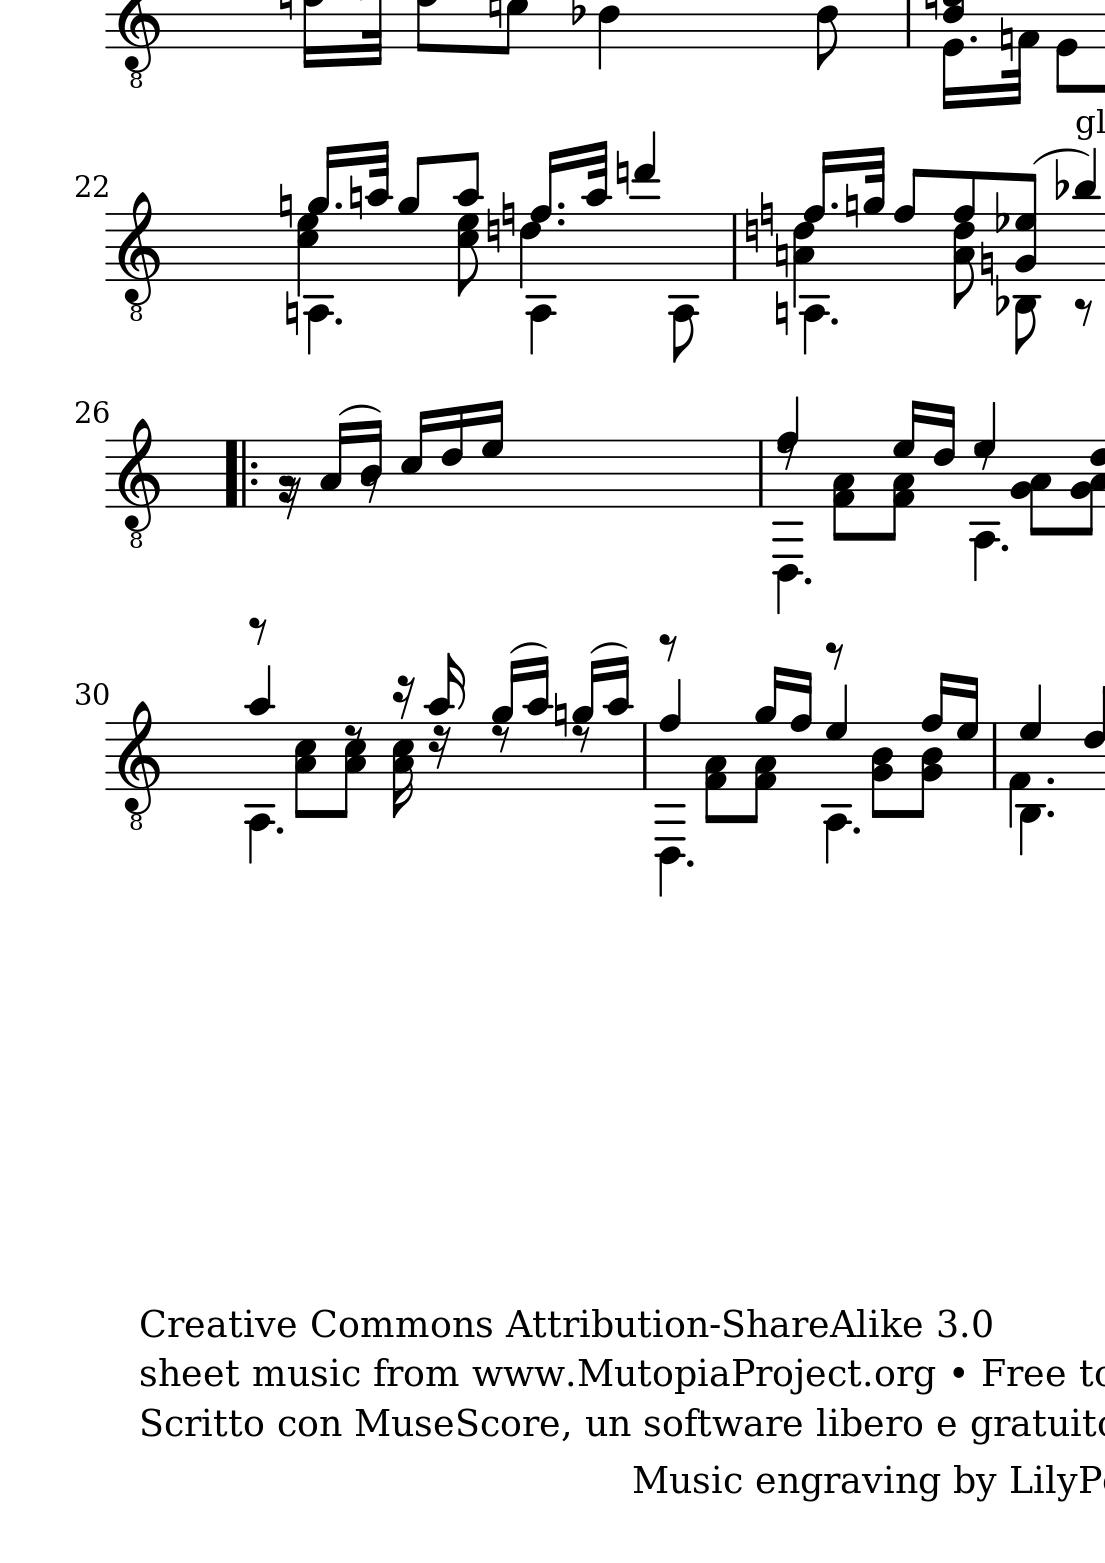 8
gl
22
8
26
8
30
8
Creative Commons Attribution-ShareAlike 3.0
sheet music from www.MutopiaProject.org • Free to
Scritto con MuseScore, un software libero e gratuito
Music engraving by LilyPo